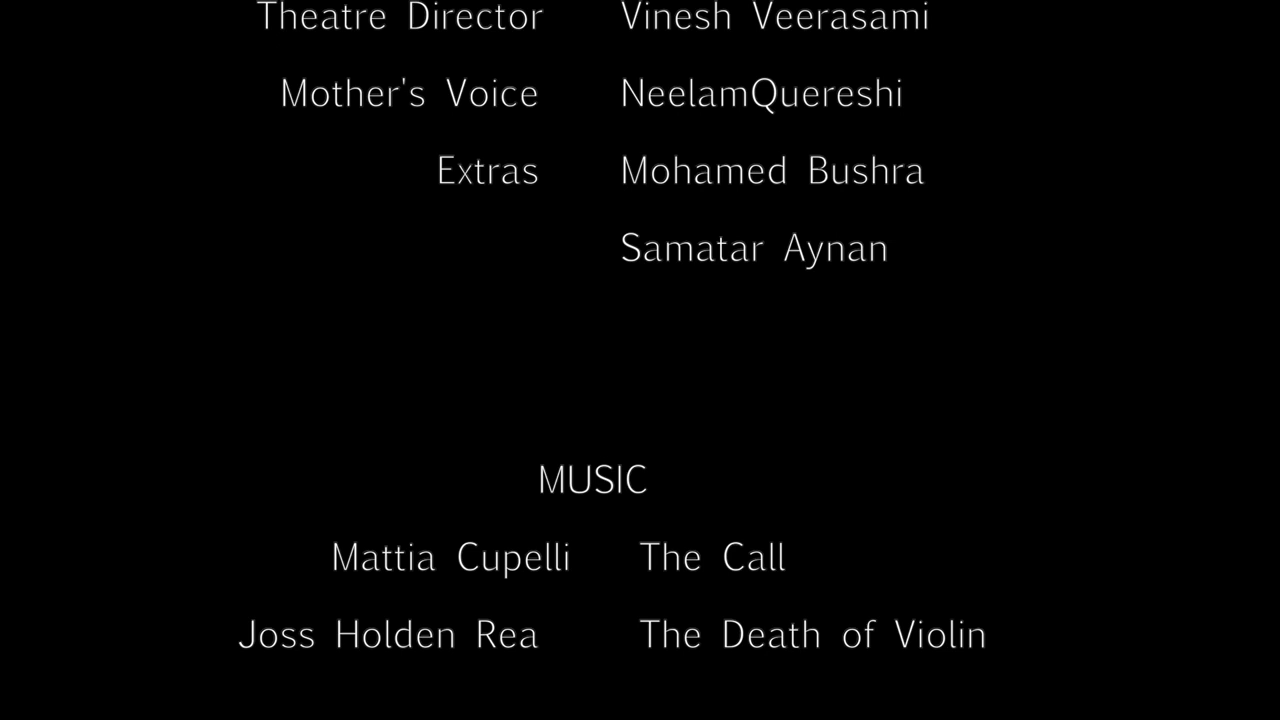 Theatre Director Vinesh Veerasami
Mother's Voice NeelamQuereshi
Extras Mohamed Bushra
Samatar Aynan
MUSIC
Mattia Cupelli The Call
Joss Holden Rea The Death of Violin